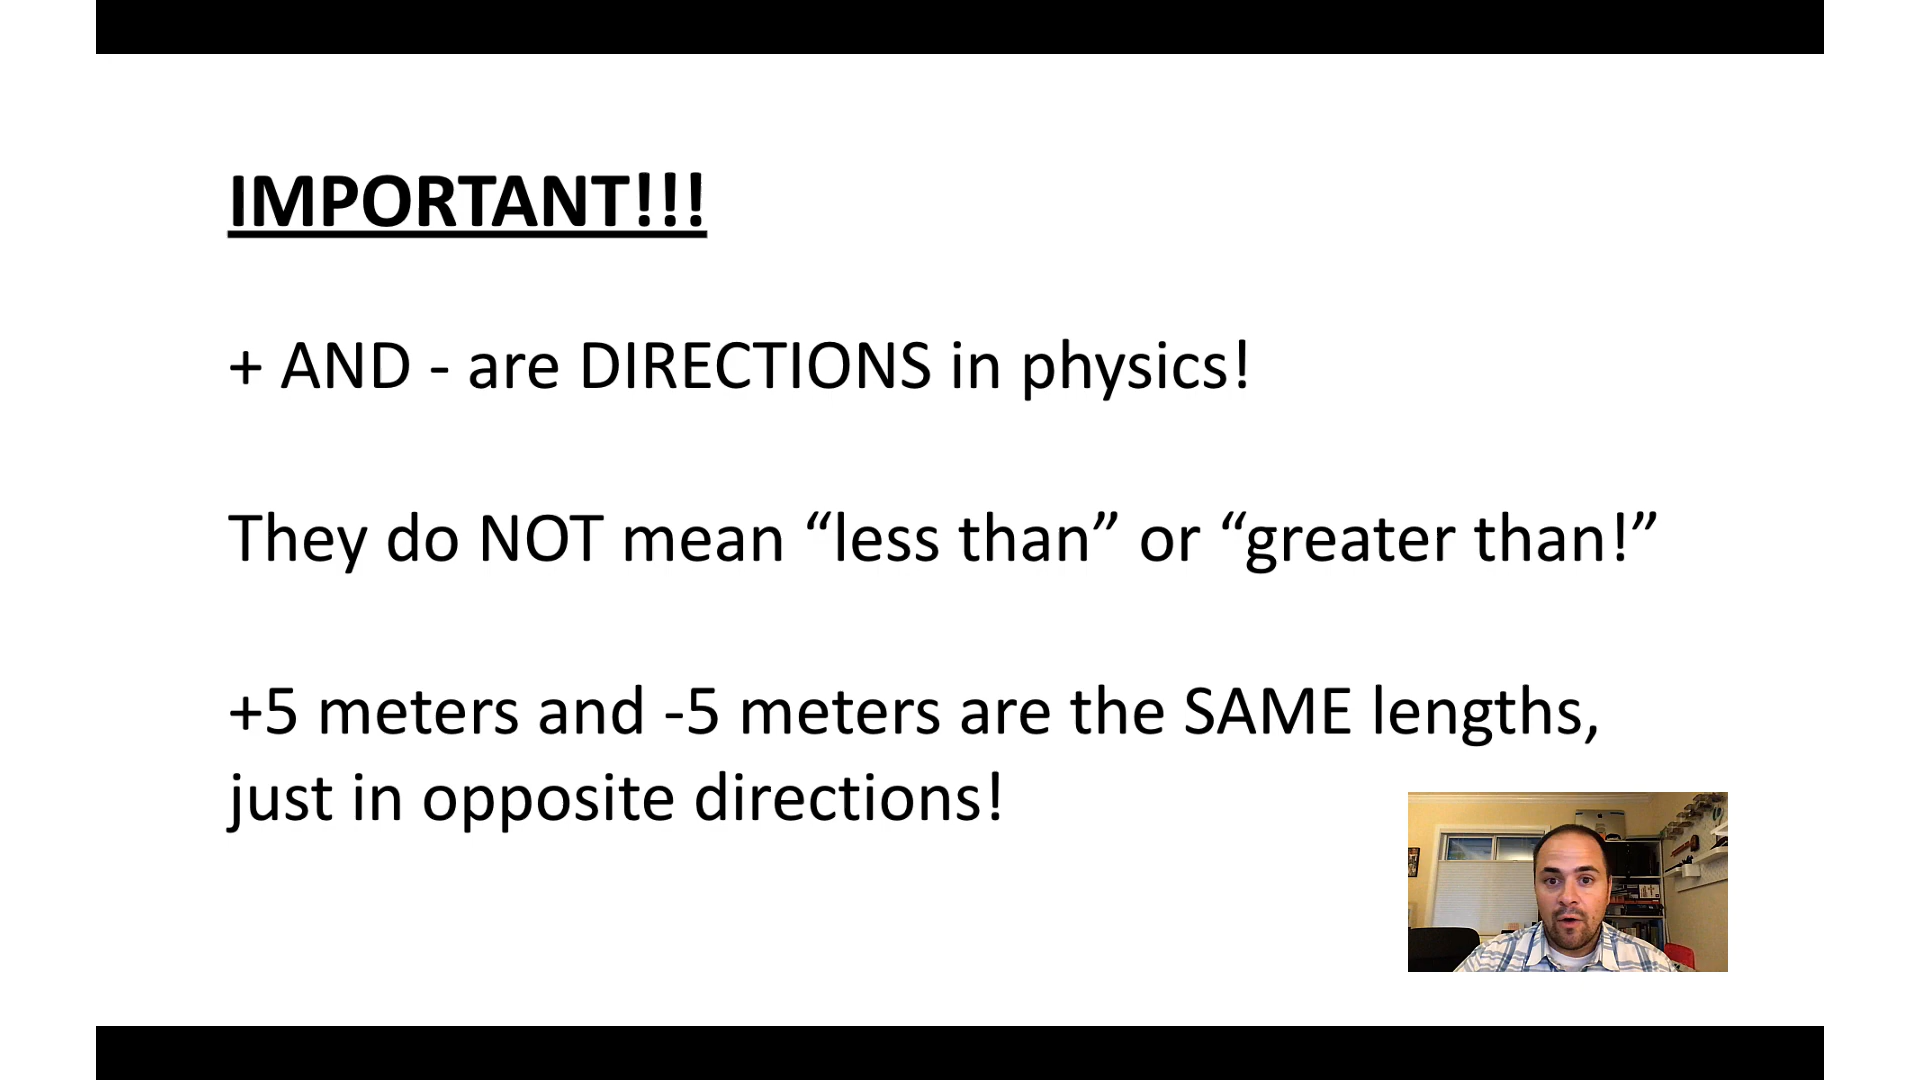 IMPORTANT!!!
+ AND - are DIRECTIONS in physics!
They do NOT mean “less than” or “greater than!”
+5 meters and -5 meters are the SAME lengths,
just in opposite directions!